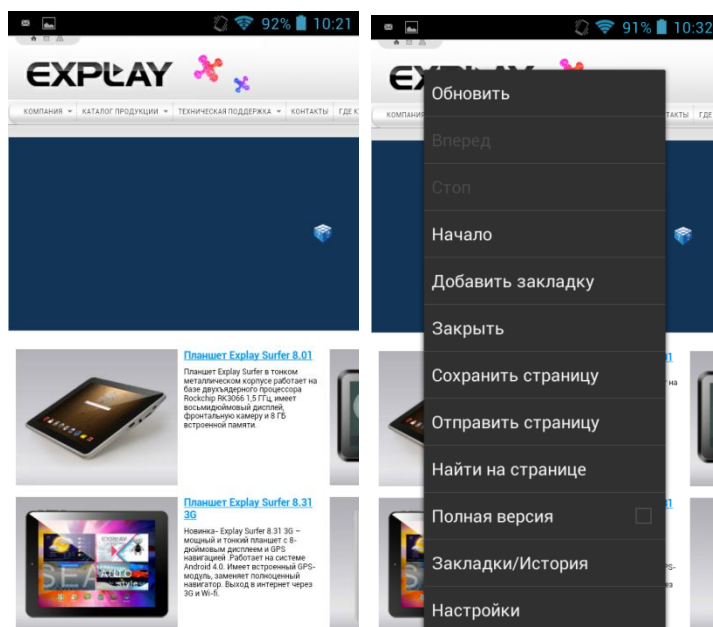 92% 10:21
EXPLAY
КОМПАНИЯ КАТАЛОГ ПРОДУКЦИИ ТЕХНИЧЕСКАЯ ПОДДЕРЖКА КОНТАКТЫ ГДЕ К
Планшет Explay Surfer 8.01
Планшет Explay Surfer в тонком
металлическом корпусе работает на
базе двухъядерного процессора
Rockchip RK3066 1,5 ГГц, имеет
восьмидюймовый дисплей,
фронтальную камеру и 8 ГБ
встроенной памяти.
Планшет Explay Surfer 8.31
3G
Новинка- Explay Surfer 8.31 3G –
мощный и тонкий планшет с 8-
дюймовым дисплеем и GPS
навигацией .Работает на системе
Android 4.0. Имеет встроенный GPS-
модуль, заменяет полноценный
навигатор. Выход в интернет через
3G и Wi-fi.
91% 10:32
КОМПАНИЯ
ТАКТЫ ГДЕ
Обновить
Вперед
Стоп
Начало
Добавить закладку
Закрыть
Сохранить страницу
Отправить страницу
Найти на странице
Полная версия
Закладки/История
Настройки